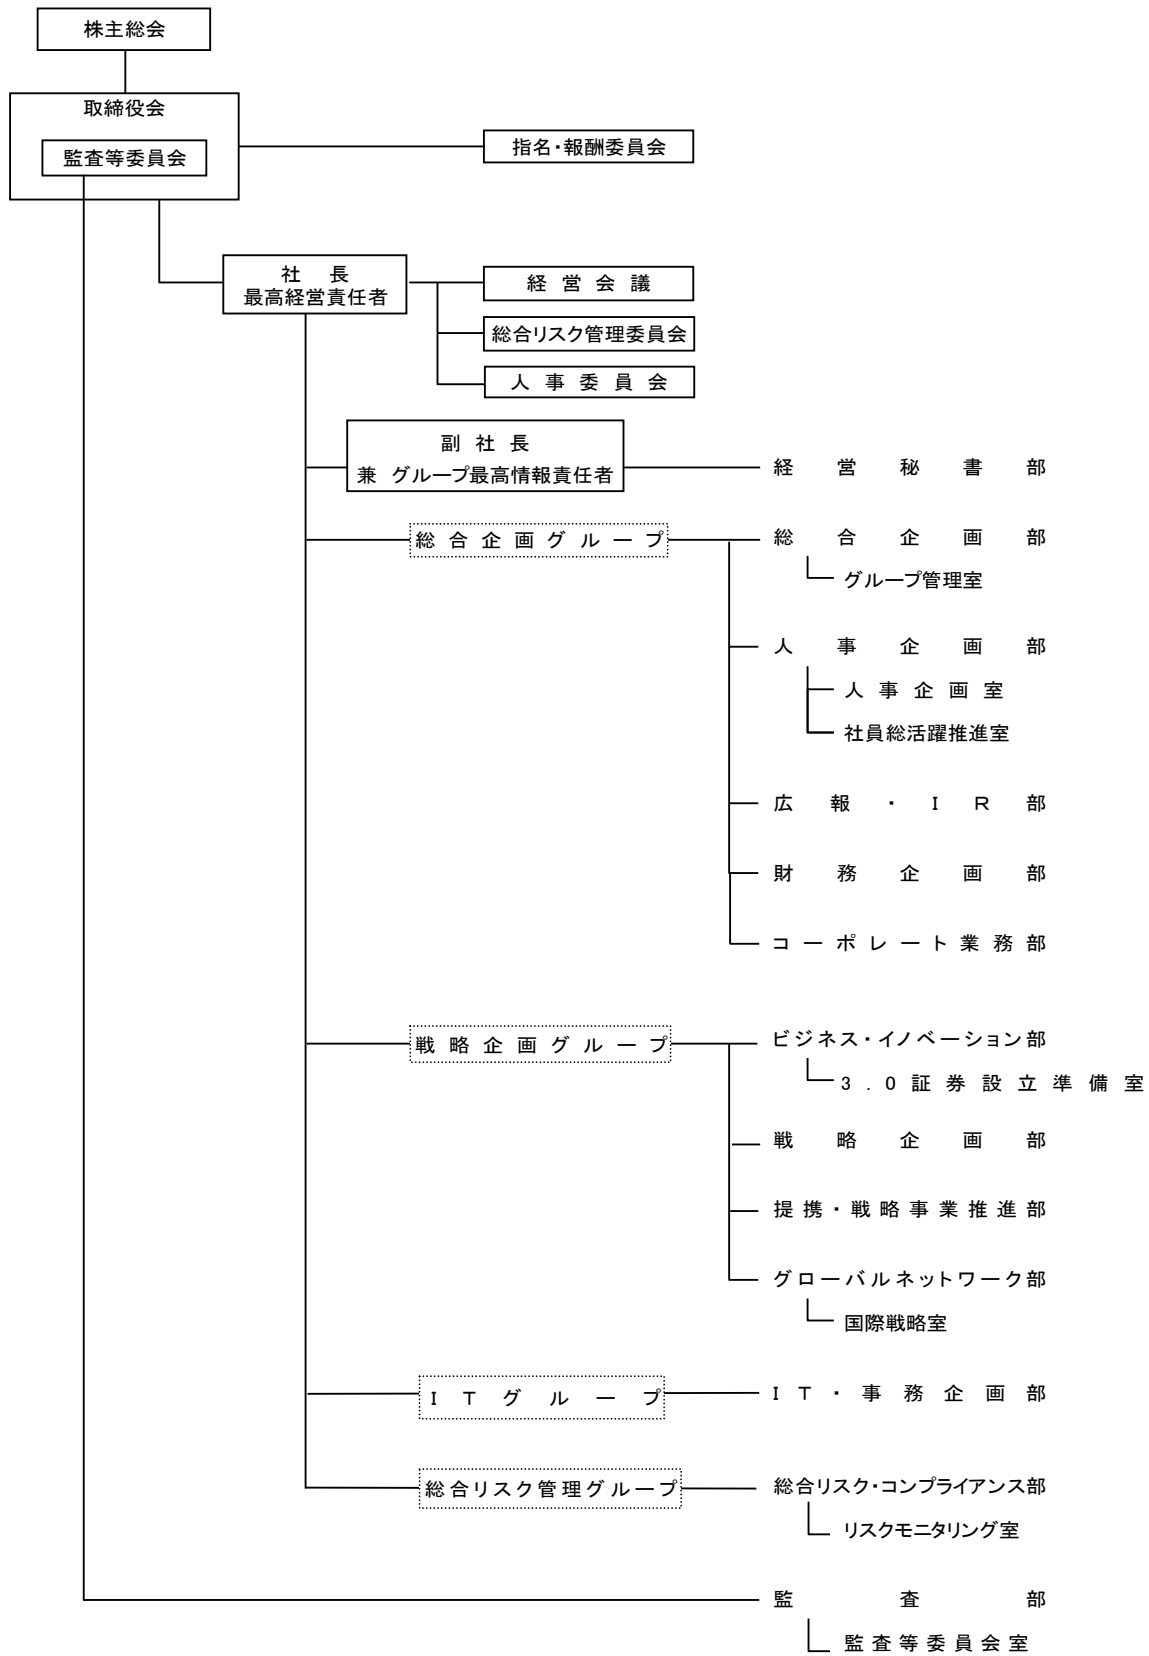 株主総会
取締役会
監査等委員会
指名・報酬委員会
社長
最高経営責任者
経営会議
総合リスク管理委員会
人事委員会
副社長
兼 グループ最高情報責任者
経営秘書部
総合企画グループ
総合企画部
グループ管理室
人事企画部
人事企画室
社員総活躍推進室
広報・IR部
財務企画部
コーポレート業務部
戦略企画グループ
ビジネス・イノベーション部
3.0証券設立準備室
戦略企画部
提携・戦略事業推進部
グローバルネットワーク部
国際戦略室
ITグループ
IT・事務企画部
総合リスク管理グループ
総合リスク・コンプライアンス部
リスクモニタリング室
監査部
監査等委員会室